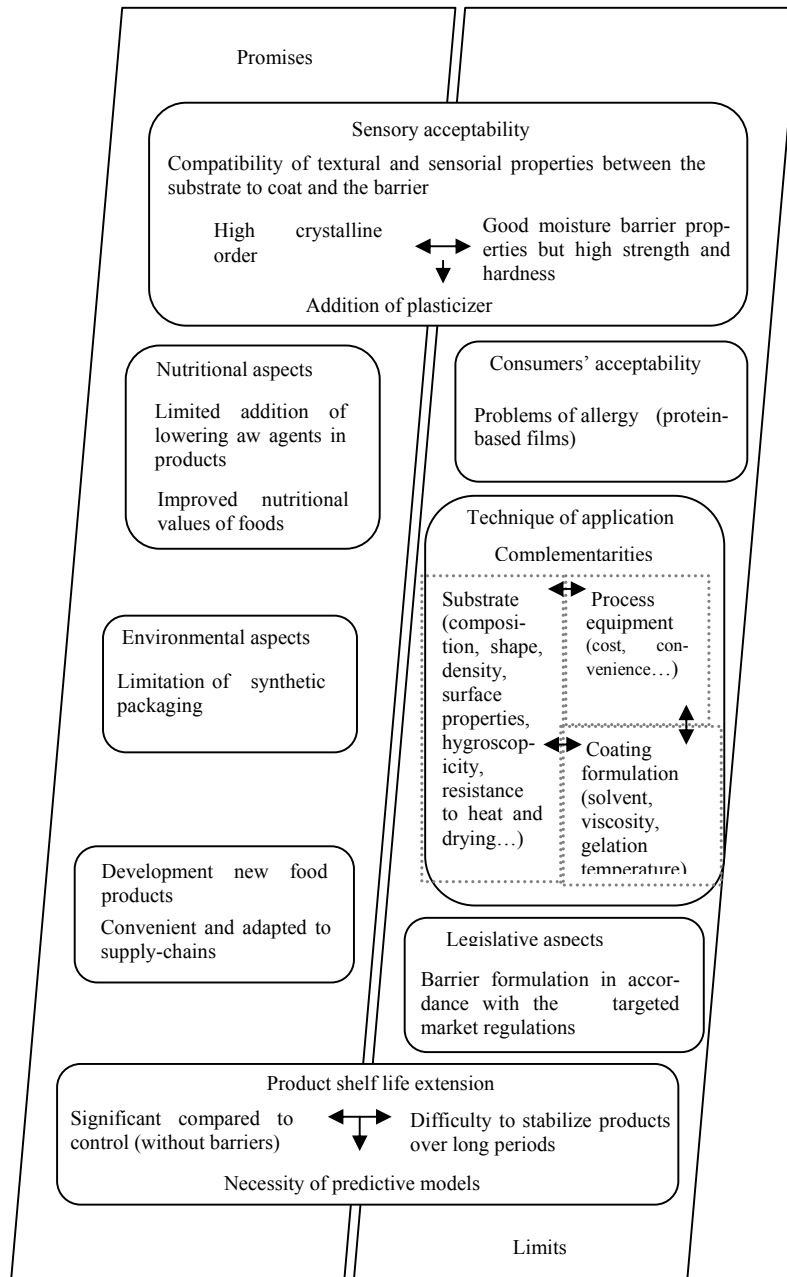 Promises
Sensory acceptability
Compatibility of textural and sensorial properties between the
substrate to coat and the barrier
High crystalline
order
Good moisture barrier prop-
erties but high strength and
hardness
Addition of plasticizer
Nutritional aspects
Limited addition of
lowering aw agents in
products
Improved nutritional
values of foods
Consumers’ acceptability
Problems of allergy (protein-
based films)
Technique of application
Complementarities
Substrate
(composi-
tion, shape,
density,
surface
properties,
hygroscop-
icity,
resistance
to heat and
drying…)
Process
equipment
(cost, con-
venience…)
Coating
formulation
(solvent,
viscosity,
gelation
temperature)
Environmental aspects
Limitation of synthetic
packaging
Development new food
products
Convenient and adapted to
supply-chains
Legislative aspects
Barrier formulation in accor-
dance with the targeted
market regulations
Product shelf life extension
Significant compared to
control (without barriers)
Difficulty to stabilize products
over long periods
Necessity of predictive models
Limits